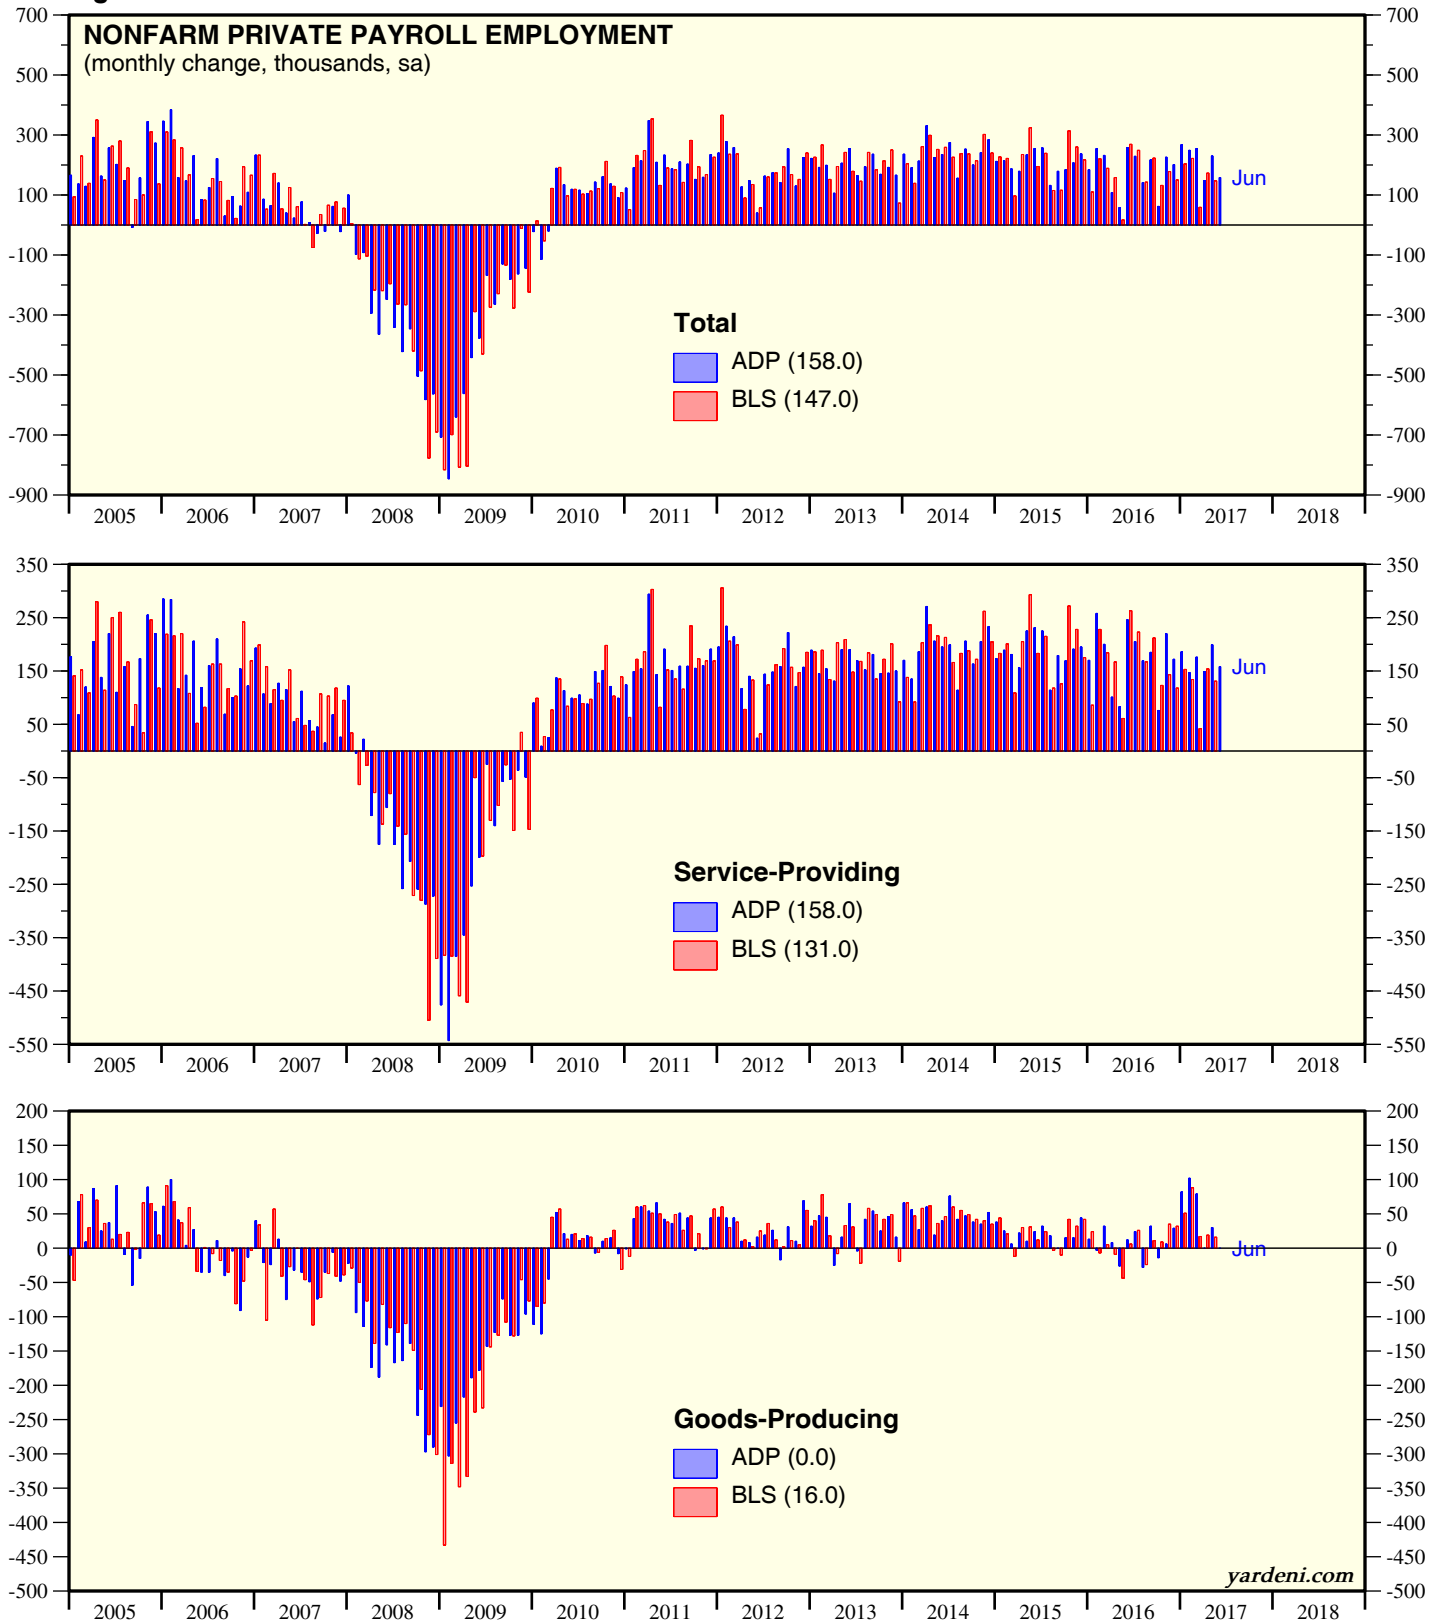 NONFARM PRIVATE PAYROLL EMPLOYMENT
(monthly change, thousands, sa)
700 700
500 500
300 300
100 100
-100 -100
-300 -300
-500 -500
-700 -700
-900 -900
Jun
Total
ADP (158.0)
BLS (147.0)
2005 2006 2007 2008 2009 2010 2011 2012 2013 2014 2015 2016 2017 2018
350 350
250 250
150 150
50 50
-50 -50
-150 -150
-250 -250
-350 -350
-450 -450
-550 -550
Jun
Service-Providing
ADP (158.0)
BLS (131.0)
2005 2006 2007 2008 2009 2010 2011 2012 2013 2014 2015 2016 2017 2018
200 200
150 150
100 100
50 50
0 0
-50 -50
-100 -100
-150 -150
-200 -200
-250 -250
-300 -300
-350 -350
-400 -400
-450 -450
-500 -500
Jun
Goods-Producing
ADP (0.0)
BLS (16.0)
yardeni.com
2005 2006 2007 2008 2009 2010 2011 2012 2013 2014 2015 2016 2017 2018